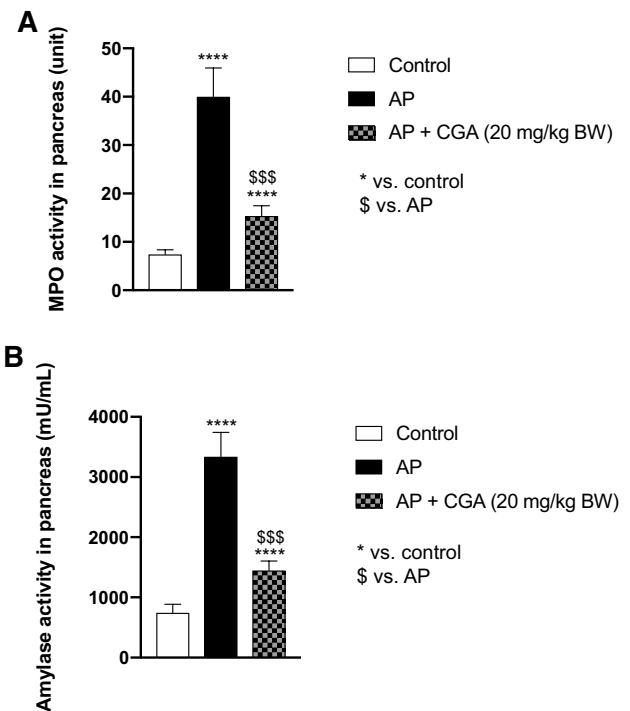 A
MPO activity in pancreas (unit)
50
40
30
20
10
0
****
$$$
****
Control
AP
AP + CGA (20 mg/kg BW)
* vs. control
$ vs. AP
B
Amylase activity in pancreas (mU/mL)
4000
3000
2000
1000
0
****
$$$
****
Control
AP
AP + CGA (20 mg/kg BW)
* vs. control
$ vs. AP